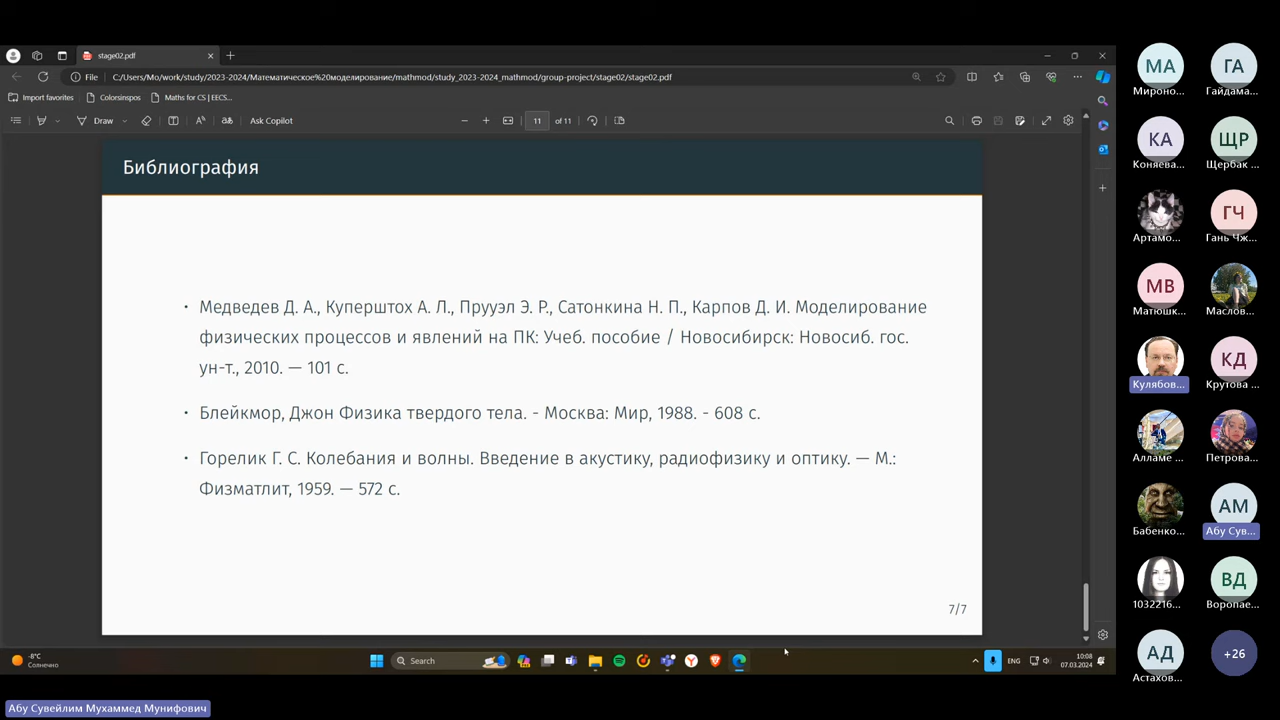 stage02.pdf
File
C:/Users/Mo/work/study/2023-2024/Математическое%20моделирование/mathmod/study_2023-2024_mathmod/group-project/stage02/stage02.pdf
Import favorites
Colorsinspos
Maths for CS | EECS...
Draw
Ask Copilot
11
of 11
Библиография
• Медведев Д. А., Куперштох А. Л., Прууэл Э. Р., Сатонкина Н. П., Карпов Д. И. Моделирование
физических процессов и явлений на ПК: Учеб. пособие / Новосибирск: Новосиб. гос.
ун-т., 2010. — 101 с.
• Блейкмор, Джон Физика твердого тела. - Москва: Мир, 1988. - 608 с.
• Горелик Г. С. Колебания и волны. Введение в акустику, радиофизику и оптику. — М.:
Физматлит, 1959. — 572 с.
7/7
-8°C
Солнечно
Search
ENG
10:08
07.03.2024
Абу Сувейлим Мухаммед Мунифович
МА
Мироно...
ГА
Гайдама...
КА
Коняева...
ЩР
Щербак ...
Артамо...
ГЧ
Гань Чж...
МВ
Матюшк...
Маслов...
Кулябов...
КД
Крутова ...
Алламе ...
Петрова...
Бабенко...
АМ
Абу Сув...
1032216...
ВД
Воропае...
АД
Астахов...
+26